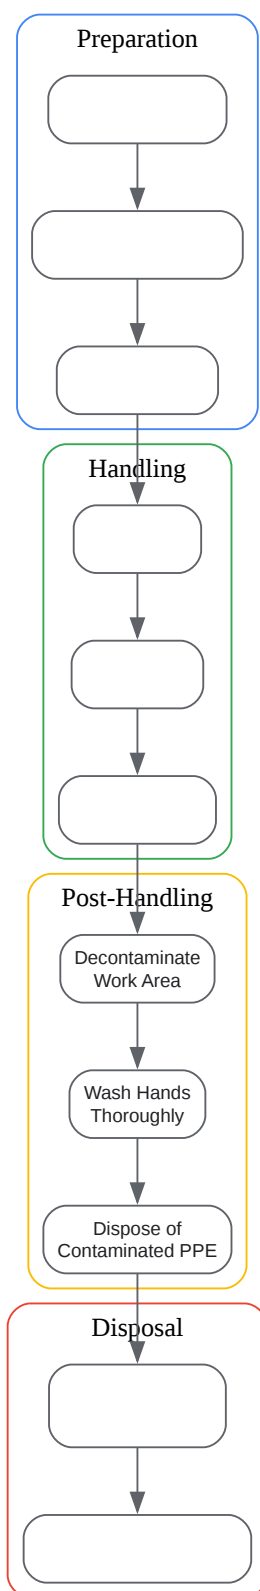 Preparation
Handling
Post-Handling
Decontaminate
Work Area
Wash Hands
Thoroughly
Dispose of
Contaminated PPE
Disposal